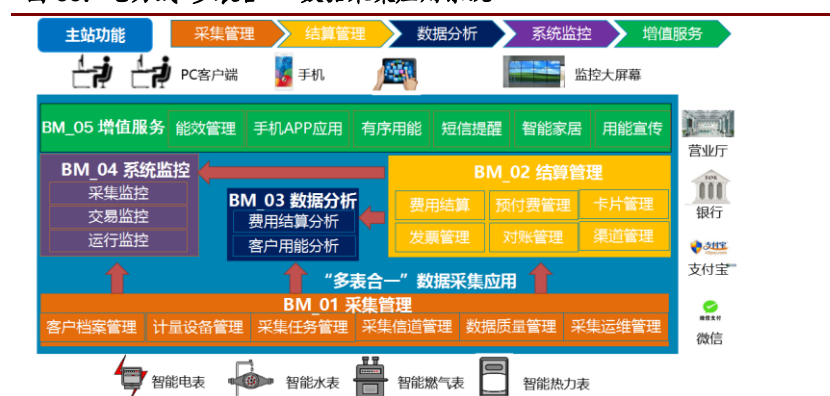 主站功能 采集管理 结算管理 数据分析 系统监控 增值服务
PC客户端 手机 监控大屏幕
BM_05 增值服务 能效管理 手机APP应用 有序用能 短信提醒 智能家居 用能宣传
营业厅
BM_04 系统监控
采集监控
交易监控
运行监控
BM_03 数据分析
费用结算分析
客户用能分析
BM_02 结算管理
费用结算 预付费管理 卡片管理
发票管理 对账管理 渠道管理
BANK
银行
支付宝
支付宝
“多表合一”数据采集应用
BM_01 采集管理
客户档案管理 计量设备管理 采集任务管理 采集信道管理 数据质量管理 采集运维管理
微信支付
微信
智能电表 智能水表 智能燃气表 智能热力表